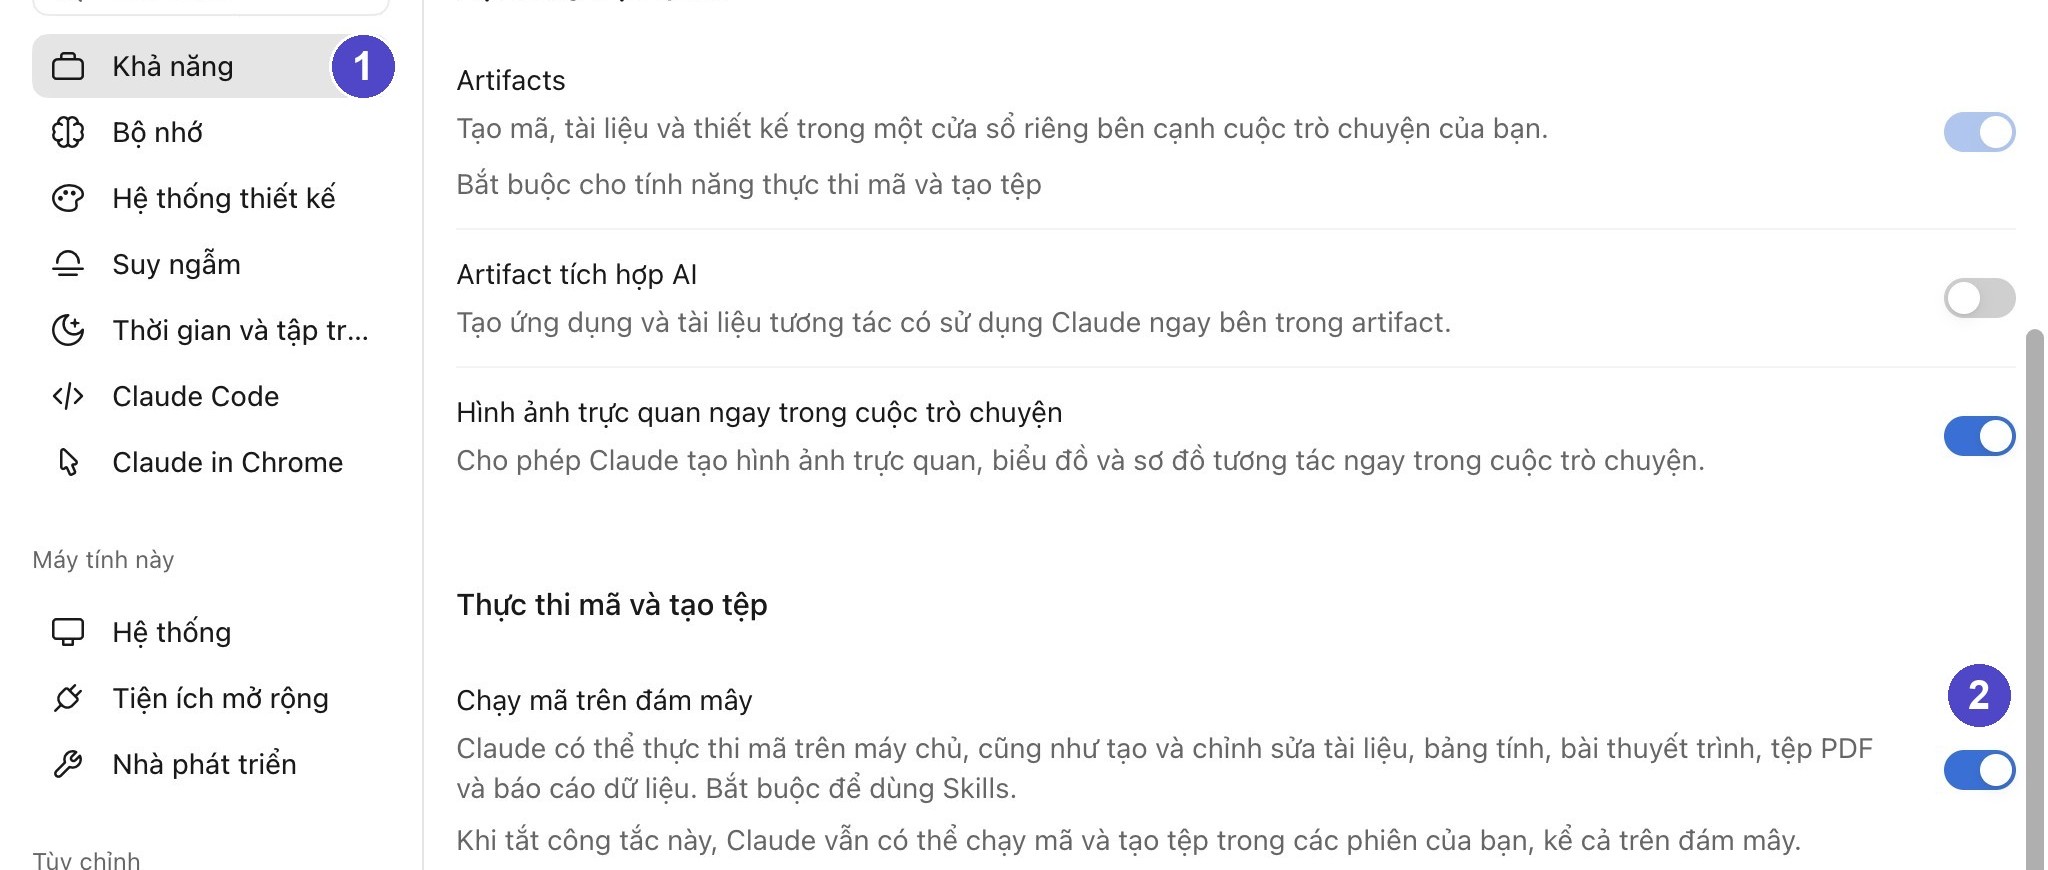 Khả năng
1
Bộ nhớ
Hệ thống thiết kế
Suy ngẫm
Thời gian và tập tr...
Claude Code
Claude in Chrome
Máy tính này
Hệ thống
Tiện ích mở rộng
Nhà phát triển
Tùy chỉnh
Artifacts
Tạo mã, tài liệu và thiết kế trong một cửa sổ riêng bên cạnh cuộc trò chuyện của bạn.
Bắt buộc cho tính năng thực thi mã và tạo tệp
Artifact tích hợp AI
Tạo ứng dụng và tài liệu tương tác có sử dụng Claude ngay bên trong artifact.
Hình ảnh trực quan ngay trong cuộc trò chuyện
Cho phép Claude tạo hình ảnh trực quan, biểu đồ và sơ đồ tương tác ngay trong cuộc trò chuyện.
Thực thi mã và tạo tệp
Chạy mã trên đám mây
2
Claude có thể thực thi mã trên máy chủ, cũng như tạo và chỉnh sửa tài liệu, bảng tính, bài thuyết trình, tệp PDF
và báo cáo dữ liệu. Bắt buộc để dùng Skills.
Khi tắt công tắc này, Claude vẫn có thể chạy mã và tạo tệp trong các phiên của bạn, kể cả trên đám mây.